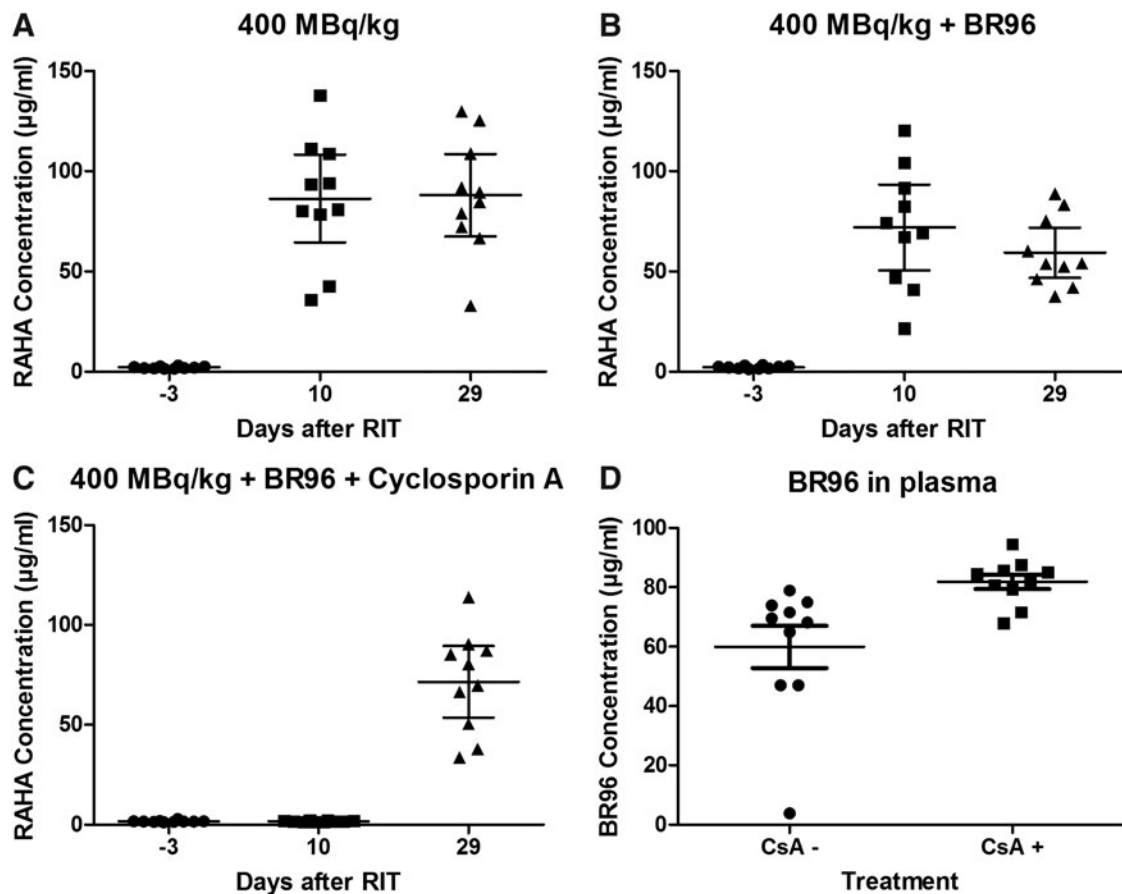 A 400 MBq/kg
RAHA Concentration (µg/ml)
150
100
50
0
-3 10 29
Days after RIT
B 400 MBq/kg + BR96
RAHA Concentration (µg/ml)
150
100
50
0
-3 10 29
Days after RIT
C 400 MBq/kg + BR96 + Cyclosporin A
RAHA Concentration (µg/ml)
150
100
50
0
-3 10 29
Days after RIT
D BR96 in plasma
BR96 Concentration (µg/ml)
100
80
60
40
20
0
CsA - CsA +
Treatment